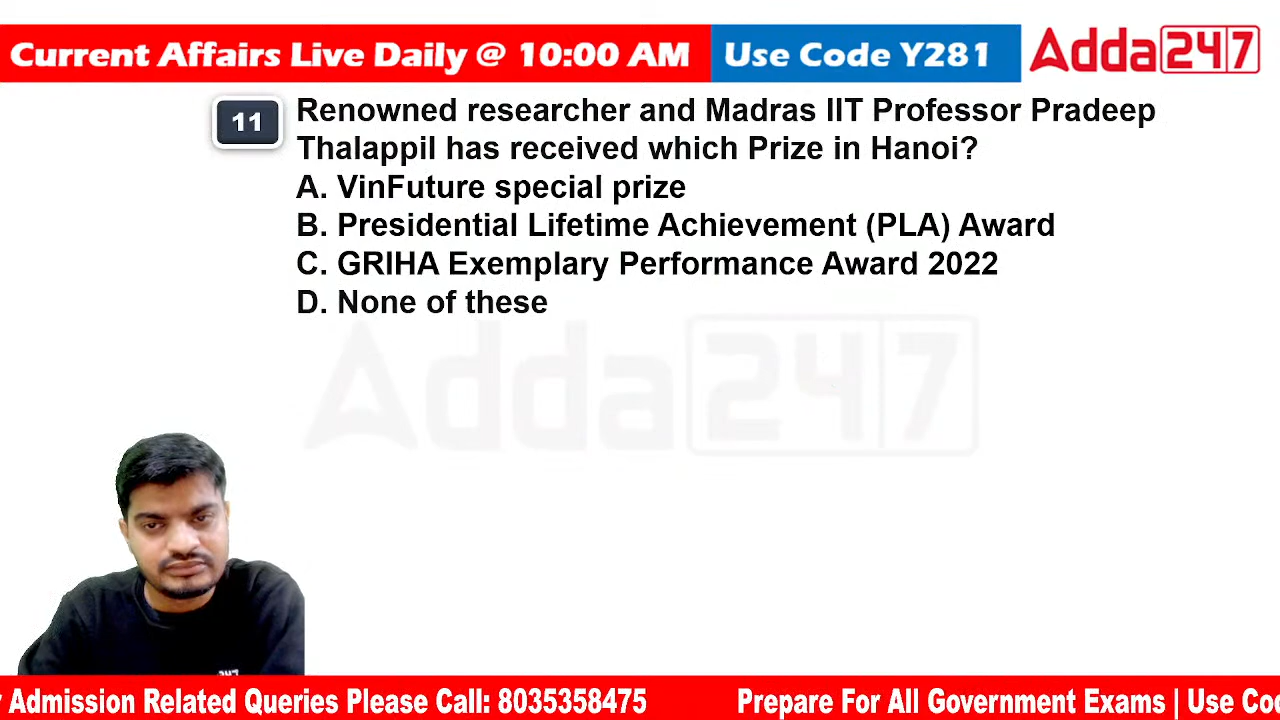 Current Affairs Live Daily @ 10:00 AM
Use Code Y281
Adda247
11
Renowned researcher and Madras IIT Professor Pradeep
Thalappil has received which Prize in Hanoi?
A. VinFuture special prize
B. Presidential Lifetime Achievement (PLA) Award
C. GRIHA Exemplary Performance Award 2022
D. None of these
Adda247
Admission Related Queries Please Call: 8035358475
Prepare For All Government Exams | Use